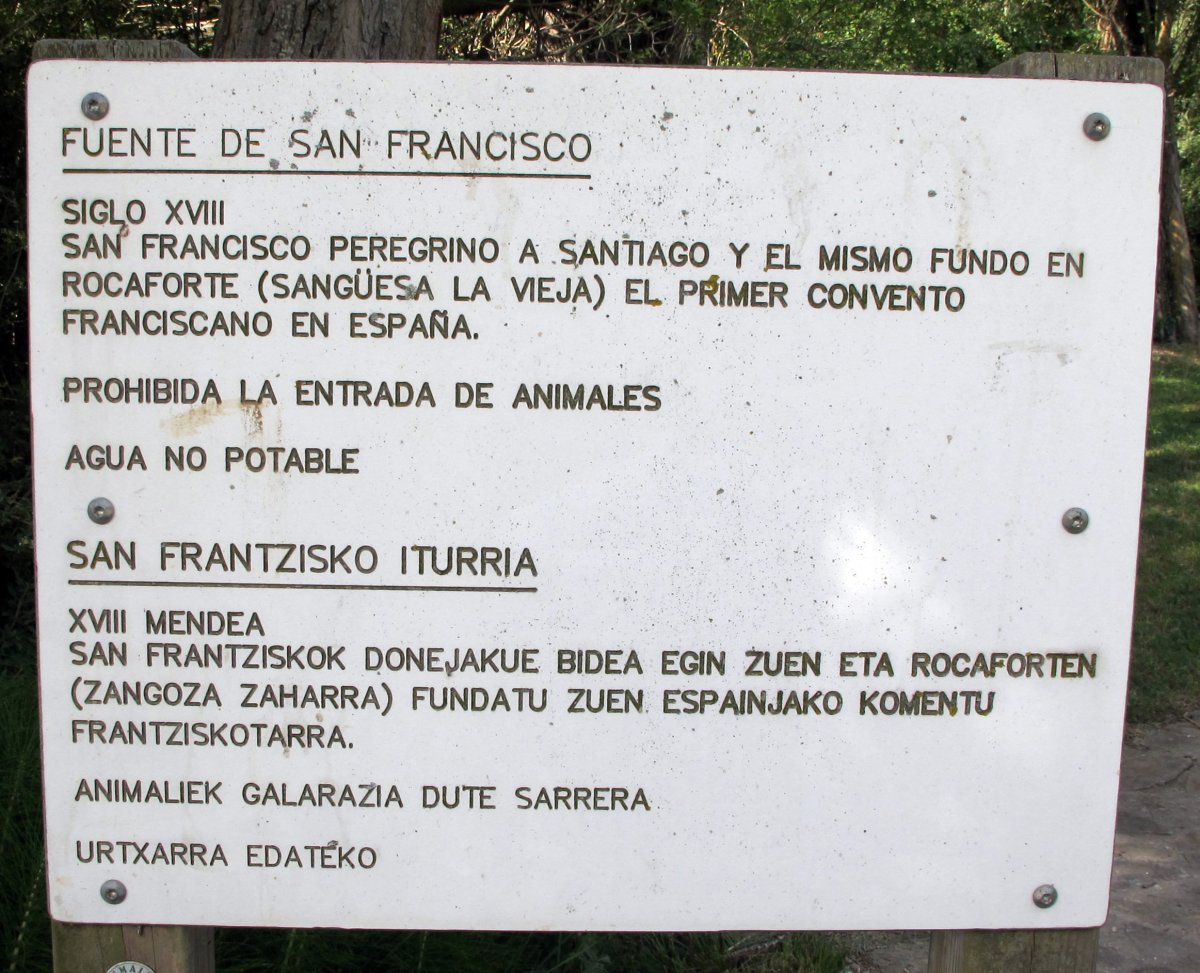 FUENTE DE SAN FRANCISCO
SIGLO XVIII
SAN FRANCISCO PEREGRINO A SANTIAGO Y EL MISMO FUNDO EN
ROCAFORTE (SANGÜESA LA VIEJA) EL PRIMER CONVENTO
FRANCISCANO EN ESPAÑA.
PROHIBIDA LA ENTRADA DE ANIMALES
AGUA NO POTABLE
SAN FRANTZISKO ITURRIA
XVIII MENDEA
SAN FRANTZISKOK DONEJAKUE BIDEA EGIN ZUEN ETA ROCAFORTEN
(ZANGOZA ZAHARRA) FUNDATU ZUEN ESPAINJAKO KOMENTU
FRANTZISKOTARRA.
ANIMALIEK GALARAZIA DUTE SARRERA
URTXARRA EDATEKO